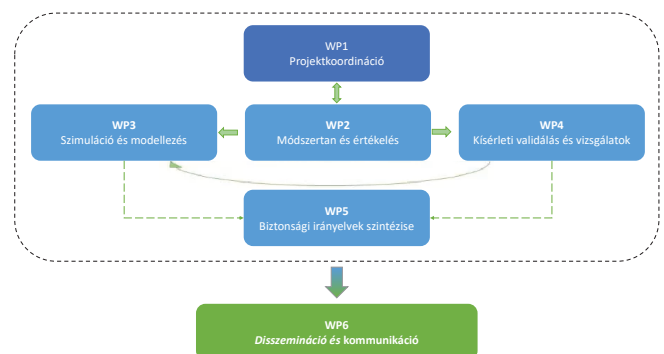 WP1
Projektkoordináció
WP3
Szimuláció és modellezés
WP2
Módszertan és értékelés
WP4
Kísérleti validálás és vizsgálatok
WP5
Biztonsági irányelvek szintézise
WP6
Disszemináció és kommunikáció